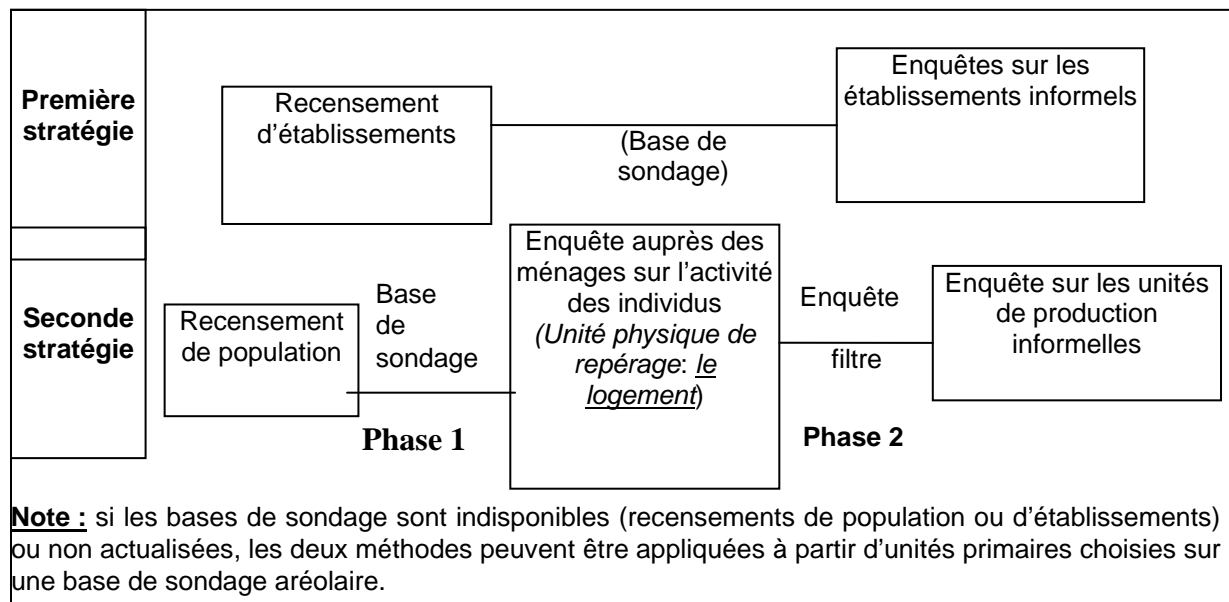 Première
stratégie
Recensement
d’établissements
(Base de
sondage)
Enquêtes sur les
établissements informels
Seconde
stratégie
Recensement
de population
Base
de
sondage
Phase 1
Enquête auprès des
ménages sur l’activité
des individus
(Unité physique de
repérage: le
logement)
Enquête
filtre
Phase 2
Enquête sur les unités
de production
informelles
Note : si les bases de sondage sont indisponibles (recensements de population ou d’établissements)
ou non actualisées, les deux méthodes peuvent être appliquées à partir d’unités primaires choisies sur
une base de sondage aréolaire.